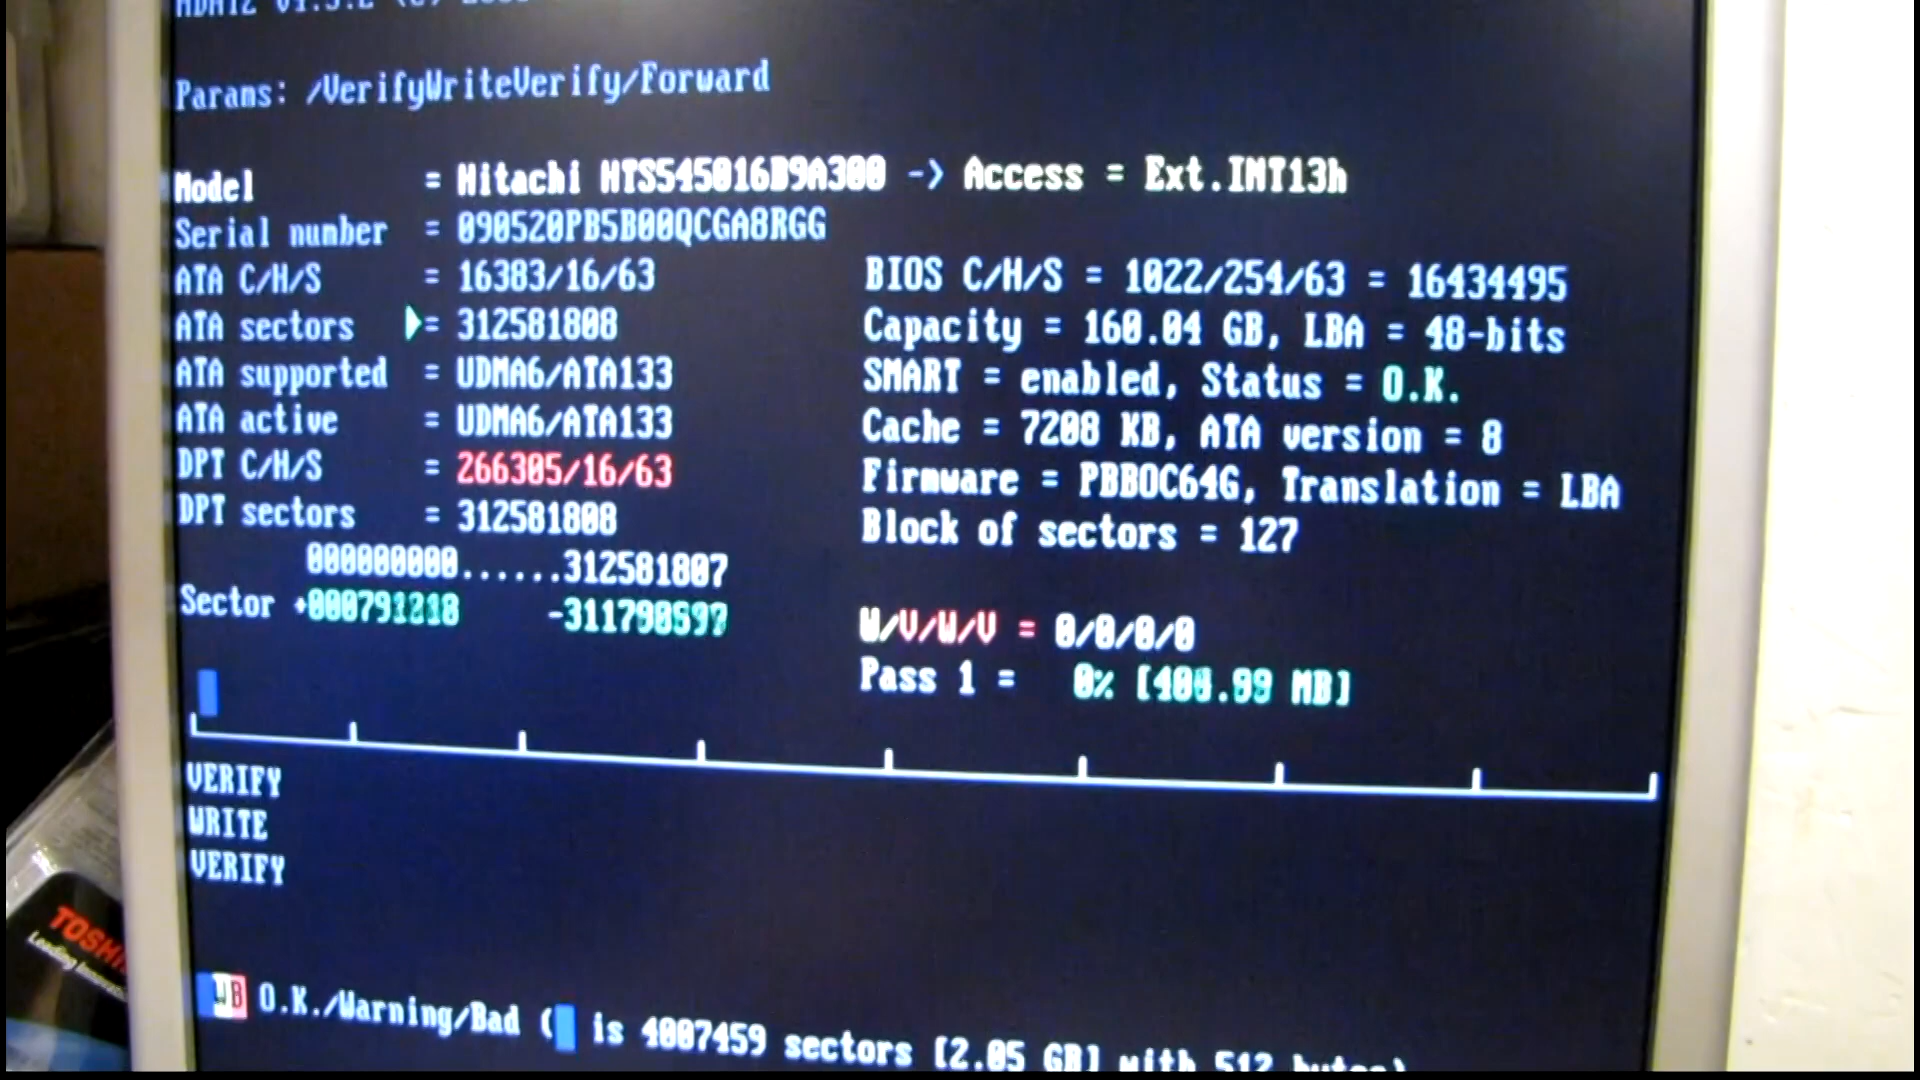 Params: /VerifyWriteVerify/Forward
Model = Hitachi HTS545016B9A300 -> Access = Ext.INT13h
Serial number = 090520PB5B00QCGA8RGG
ATA C/H/S = 16383/16/63 BIOS C/H/S = 1022/254/63 = 16434495
ATA sectors = 312581808 Capacity = 160.04 GB, LBA = 48-bits
ATA supported = UDMA6/ATA133 SMART = enabled, Status = O.K.
ATA active = UDMA6/ATA133 Cache = 7208 KB, ATA version = 8
DPT C/H/S = 266305/16/63 Firmware = PBBOC64G, Translation = LBA
DPT sectors = 312581808 Block of sectors = 127
000000000......312581807
Sector W/V/W/V = 0/0/0/0
Pass 1 = 0% MB]
VERIFY
WRITE
VERIFY
WB O.K./Warning/Bad ( is 4007459 sectors [2.05 GB] with 512 bytes)
TOSHI
Leading